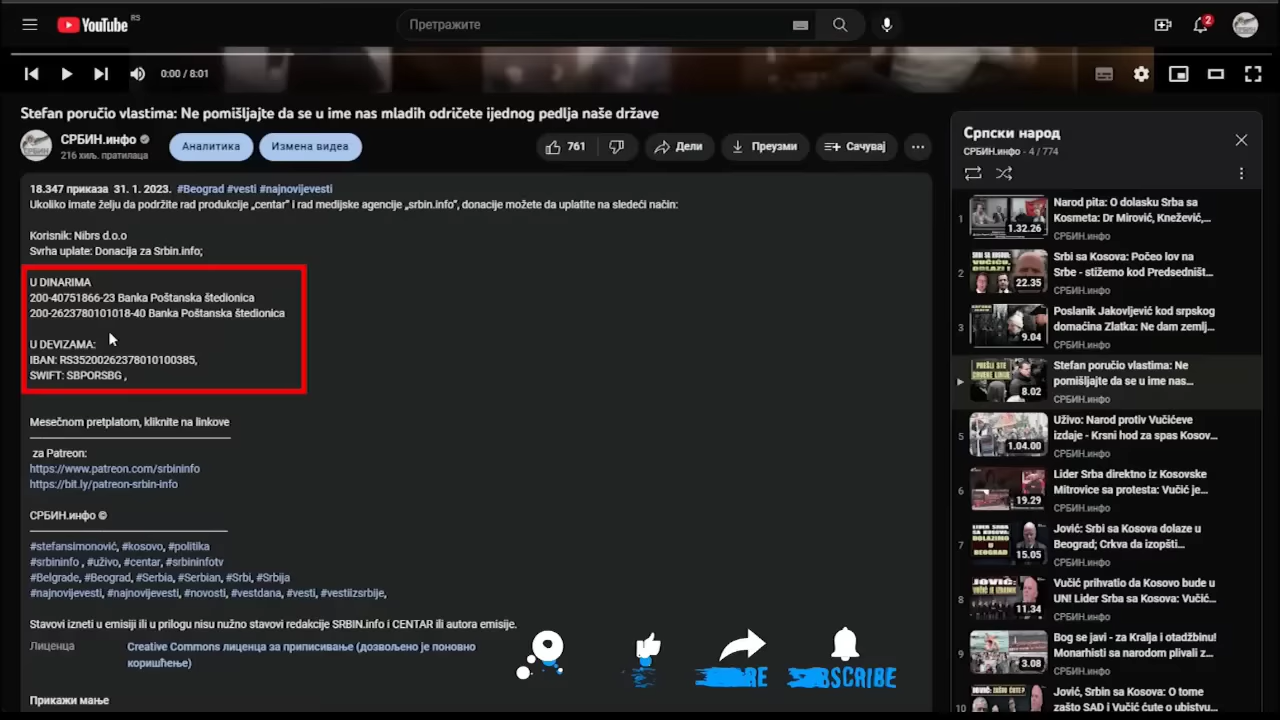 YouTube RS
Претражите
2
0:00 / 8:01
Stefan poručio vlastima: Ne pomišljajte da se u ime nas mladih odričete ijednog pedlja naše države
СРБИН.инфо
216 хиљ. пратилаца
Аналитика
Измена видеа
761
Дели
Преузми
Сачувај
18.347 приказа 31. 1. 2023. #Beograd #vesti #najnovijevesti
Ukoliko imate želju da podržite rad produkcije „centar“ i rad medijske agencije „srbin.info“, donacije možete da uplatite na sledeći način:
Korisnik: Nibrs d.o.o
Svrha uplate: Donacija za Srbin.info;
U DINARIMA
200-40751866-23 Banka Poštanska štedionica
200-2623780101018-40 Banka Poštanska štedionica
U DEVIZAMA:
IBAN: RS35200262378010100385,
SWIFT: SBPORSBG ,
Mesečnom pretplatom, kliknite na linkove
za Patreon:
https://www.patreon.com/srbininfo
https://bit.ly/patreon-srbin-info
СРБИН.инфо ©
#stefansimonović, #kosovo, #politika
#srbininfo , #uživo, #centar, #srbininfotv
#Belgrade, #Beograd, #Serbia, #Serbian, #Srbi, #Srbija
#najnovijevesti, #najnovijevesti, #novosti, #vestdana, #vesti, #vestiizsrbije,
Stavovi izneti u emisiji ili u prilogu nisu nužno stavovi redakcije SRBIN.info i CENTAR ili autora emisije.
Лиценца
Creative Commons лиценца за приписивање (дозвољено је поновно
коришћење)
Прикажи мање
SUBSCRIBE
Српски народ
СРБИН.инфо - 4 / 774
1
1.32.26
Narod pita: O dolasku Srba sa
Kosmeta: Dr Mirović, Knežević,...
СРБИН.инфо
2
22.35
Srbi sa Kosova: Počeo lov na
Srbe - stižemo kod Predsedništ...
СРБИН.инфо
3
9.04
Poslanik Jakovljević kod srpskog
domaćina Zlatka: Ne dam zemlj...
СРБИН.инфо
8.02
Stefan poručio vlastima: Ne
pomišljajte da se u ime nas...
СРБИН.инфо
5
1.04.00
Uživo: Narod protiv Vučićeve
izdaje - Krsni hod za spas Kosov...
СРБИН.инфо
6
19.29
Lider Srba direktno iz Kosovske
Mitrovice sa protesta: Vučić je...
СРБИН.инфо
7
15.05
Jović: Srbi sa Kosova dolaze u
Beograd; Crkva da izopšti...
СРБИН.инфо
8
11.34
Vučić prihvatio da Kosovo bude u
UN! Lider Srba sa Kosova: Vučić...
СРБИН.инфо
9
3.08
Bog se javi - za Kralja i otadžbinu!
Monarhisti sa narodom plivali z...
СРБИН.инфо
10
Jović, Srbin sa Kosova: O tome
zašto SAD i Vučić ćute o ubistvu...